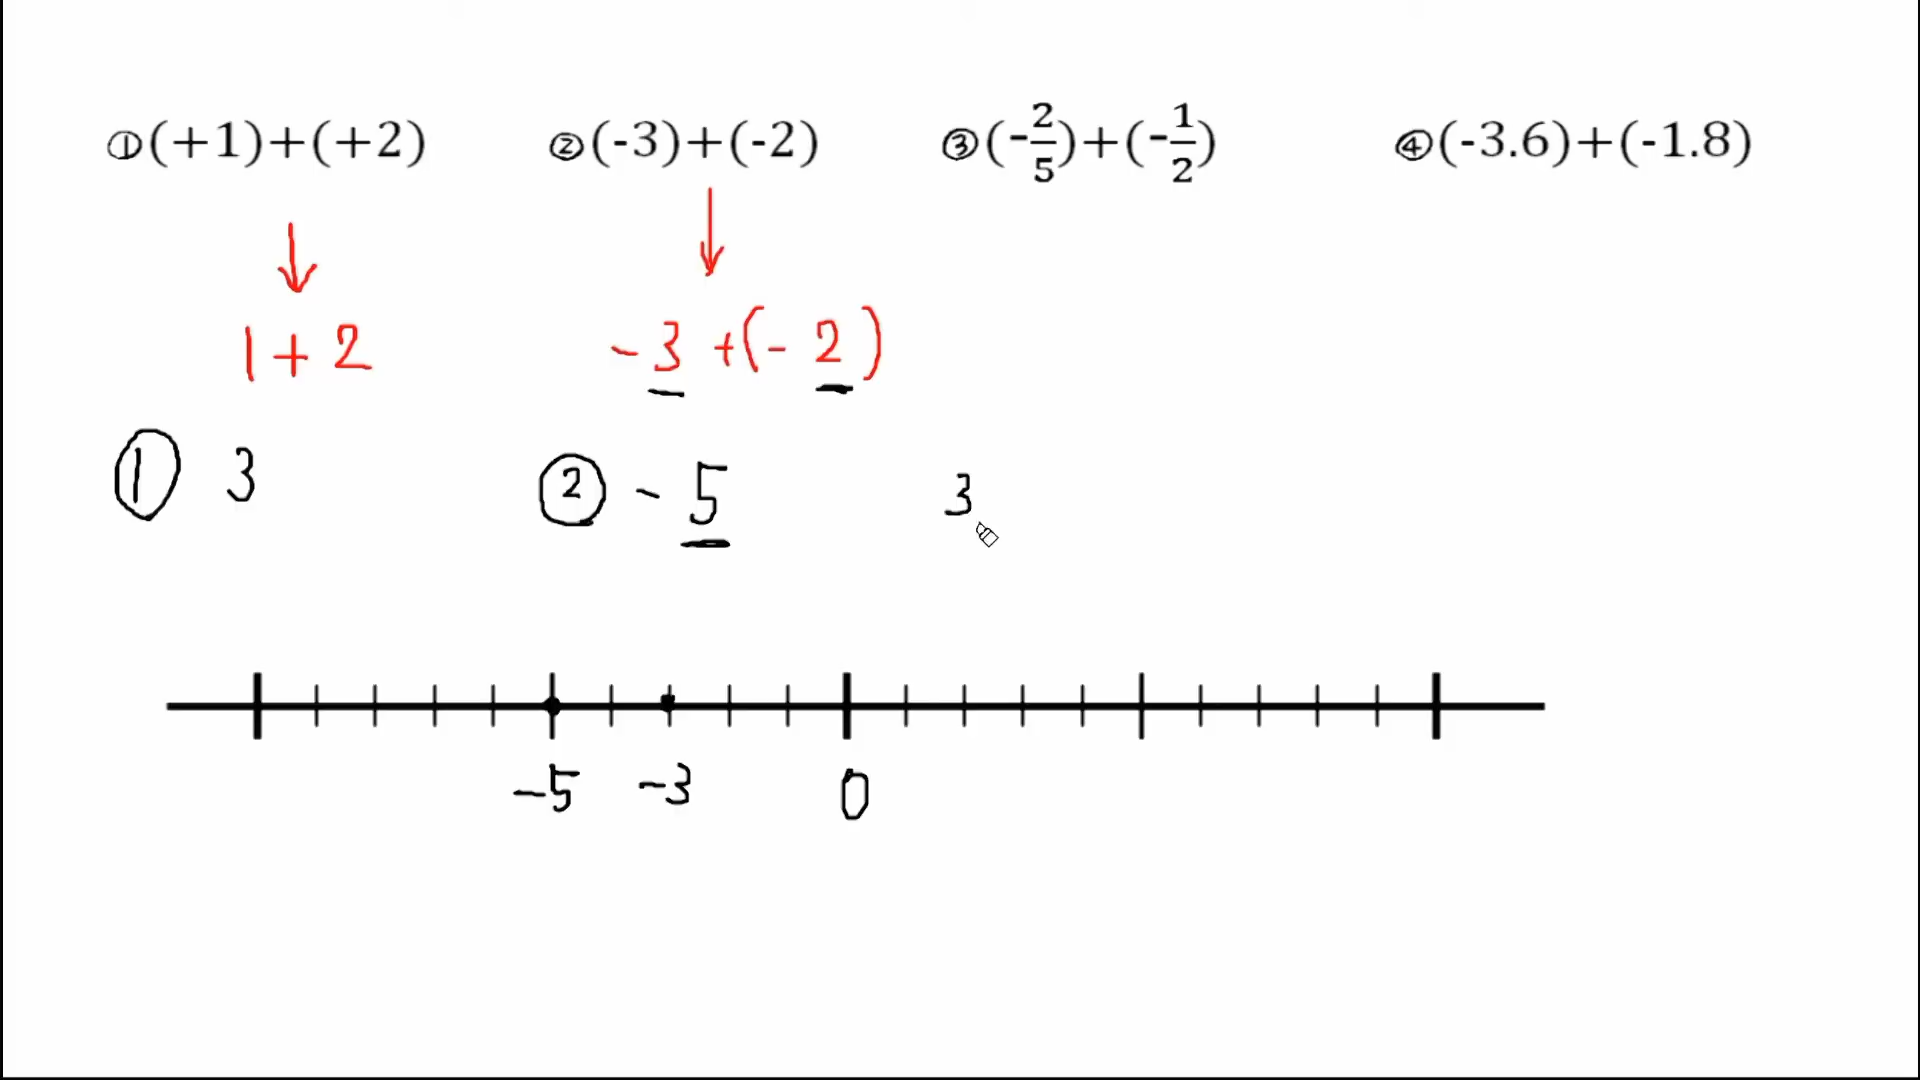 ①(+1)+(+2) ②(-3)+(-2) ③(-2/5)+(-1/2) ④(-3.6)+(-1.8)
1+2 -3+(-2)
① 3 ② -5 3
-5 -3 0